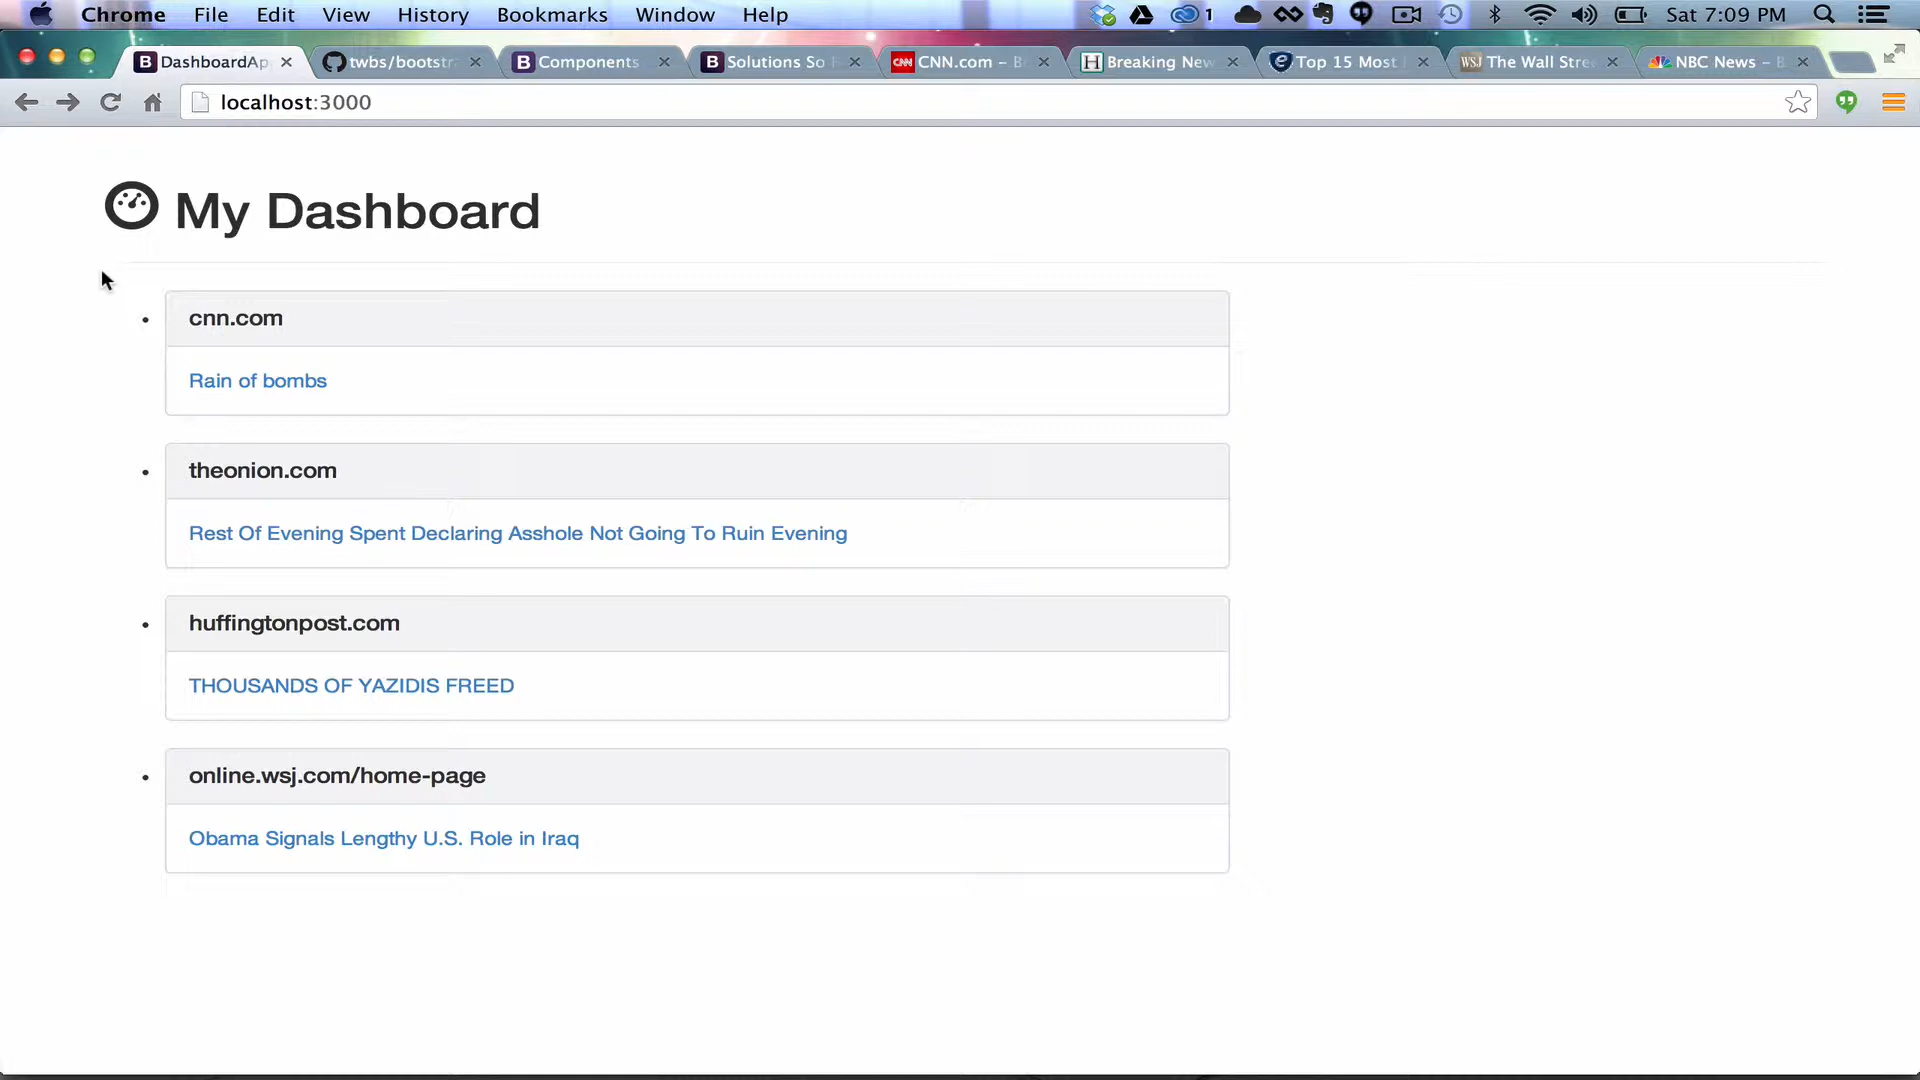 Chrome File Edit View History Bookmarks Window Help 1 Sat 7:09 PM
DashboardAp twbs/bootstr Components Solutions So CNN.com – B Breaking New Top 15 Most The Wall Stre NBC News – B
localhost:3000
My Dashboard
cnn.com
Rain of bombs
theonion.com
Rest Of Evening Spent Declaring Asshole Not Going To Ruin Evening
huffingtonpost.com
THOUSANDS OF YAZIDIS FREED
online.wsj.com/home-page
Obama Signals Lengthy U.S. Role in Iraq